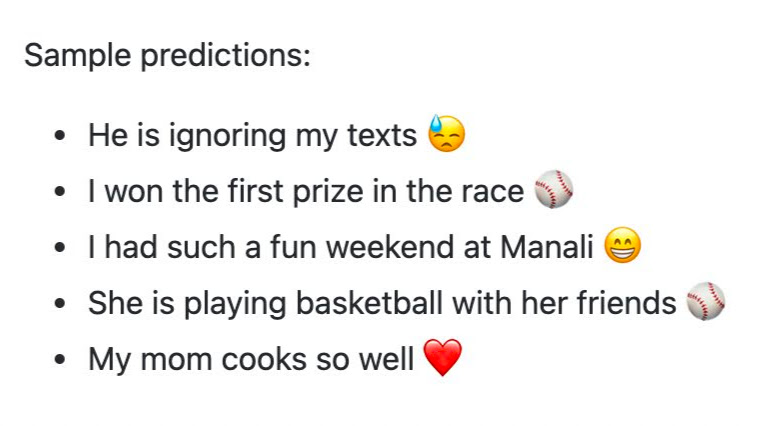 Sample predictions:
• He is ignoring my texts 😓
• I won the first prize in the race ⚾
• I had such a fun weekend at Manali 😁
• She is playing basketball with her friends ⚾
• My mom cooks so well ❤️